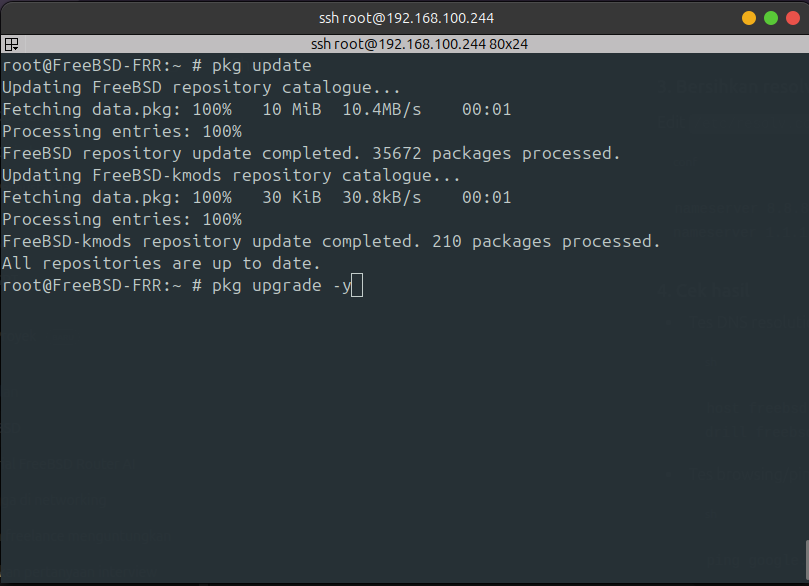 ssh root@192.168.100.244
ssh root@192.168.100.244 80x24
root@FreeBSD-FRR:~ # pkg update
Updating FreeBSD repository catalogue...
Fetching data.pkg: 100%   10 MiB  10.4MB/s    00:01
Processing entries: 100%
FreeBSD repository update completed. 35672 packages processed.
Updating FreeBSD-kmods repository catalogue...
Fetching data.pkg: 100%   30 KiB  30.8kB/s    00:01
Processing entries: 100%
FreeBSD-kmods repository update completed. 210 packages processed.
All repositories are up to date.
root@FreeBSD-FRR:~ # pkg upgrade -y